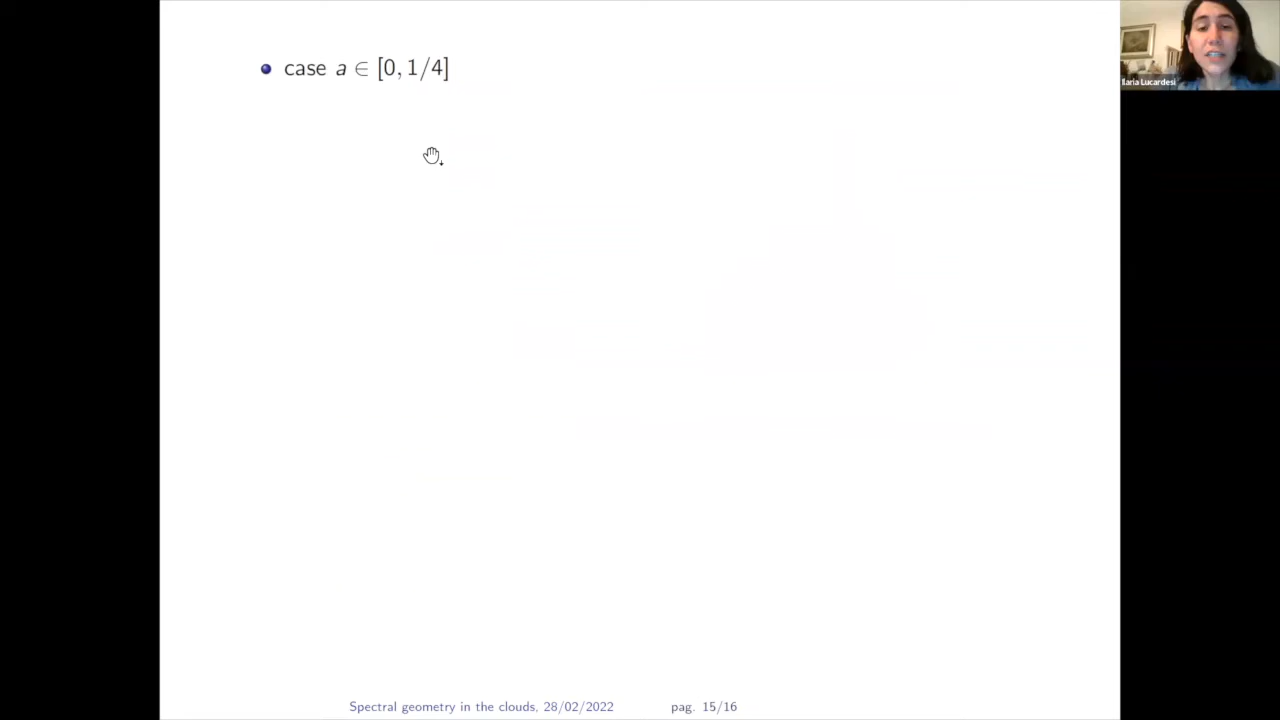 case a ∈ [0, 1/4]
Ilaria Lucardesi
Spectral geometry in the clouds, 28/02/2022 pag. 15/16